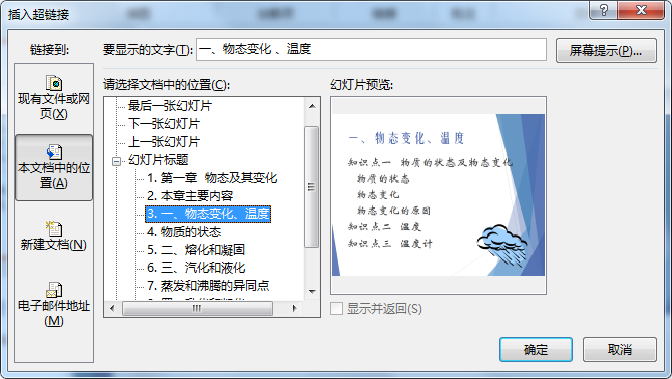 插入超链接
链接到:
要显示的文字(T):
一、物态变化 、温度
屏幕提示(P)...
现有文件或网
页(X)
本文档中的位
置(A)
新建文档(N)
电子邮件地址
(M)
请选择文档中的位置(C):
最后一张幻灯片
下一张幻灯片
上一张幻灯片
幻灯片标题
1. 第一章 物态及其变化
2. 本章主要内容
3. 一、物态变化、温度
4. 物质的状态
5. 二、熔化和凝固
6. 三、汽化和液化
7. 蒸发和沸腾的异同点
幻灯片预览:
一、物态变化、温度
知识点一 物质的状态及物态变化
物质的状态
物态变化
物态变化的原因
知识点二 温度
知识点三 温度计
显示并返回(S)
确定
取消